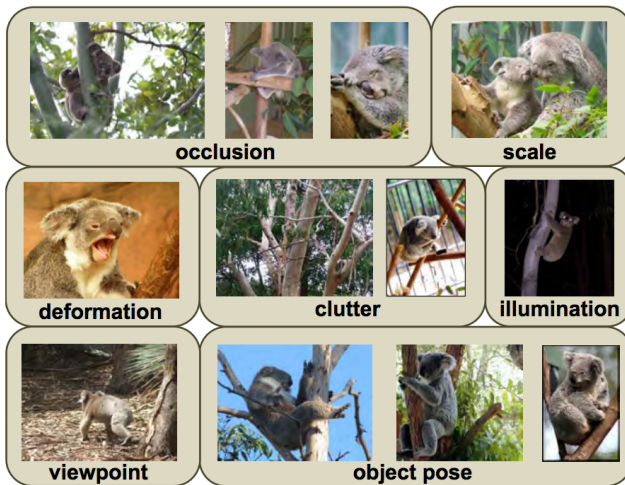 occlusion
scale
deformation
clutter
illumination
viewpoint
object pose